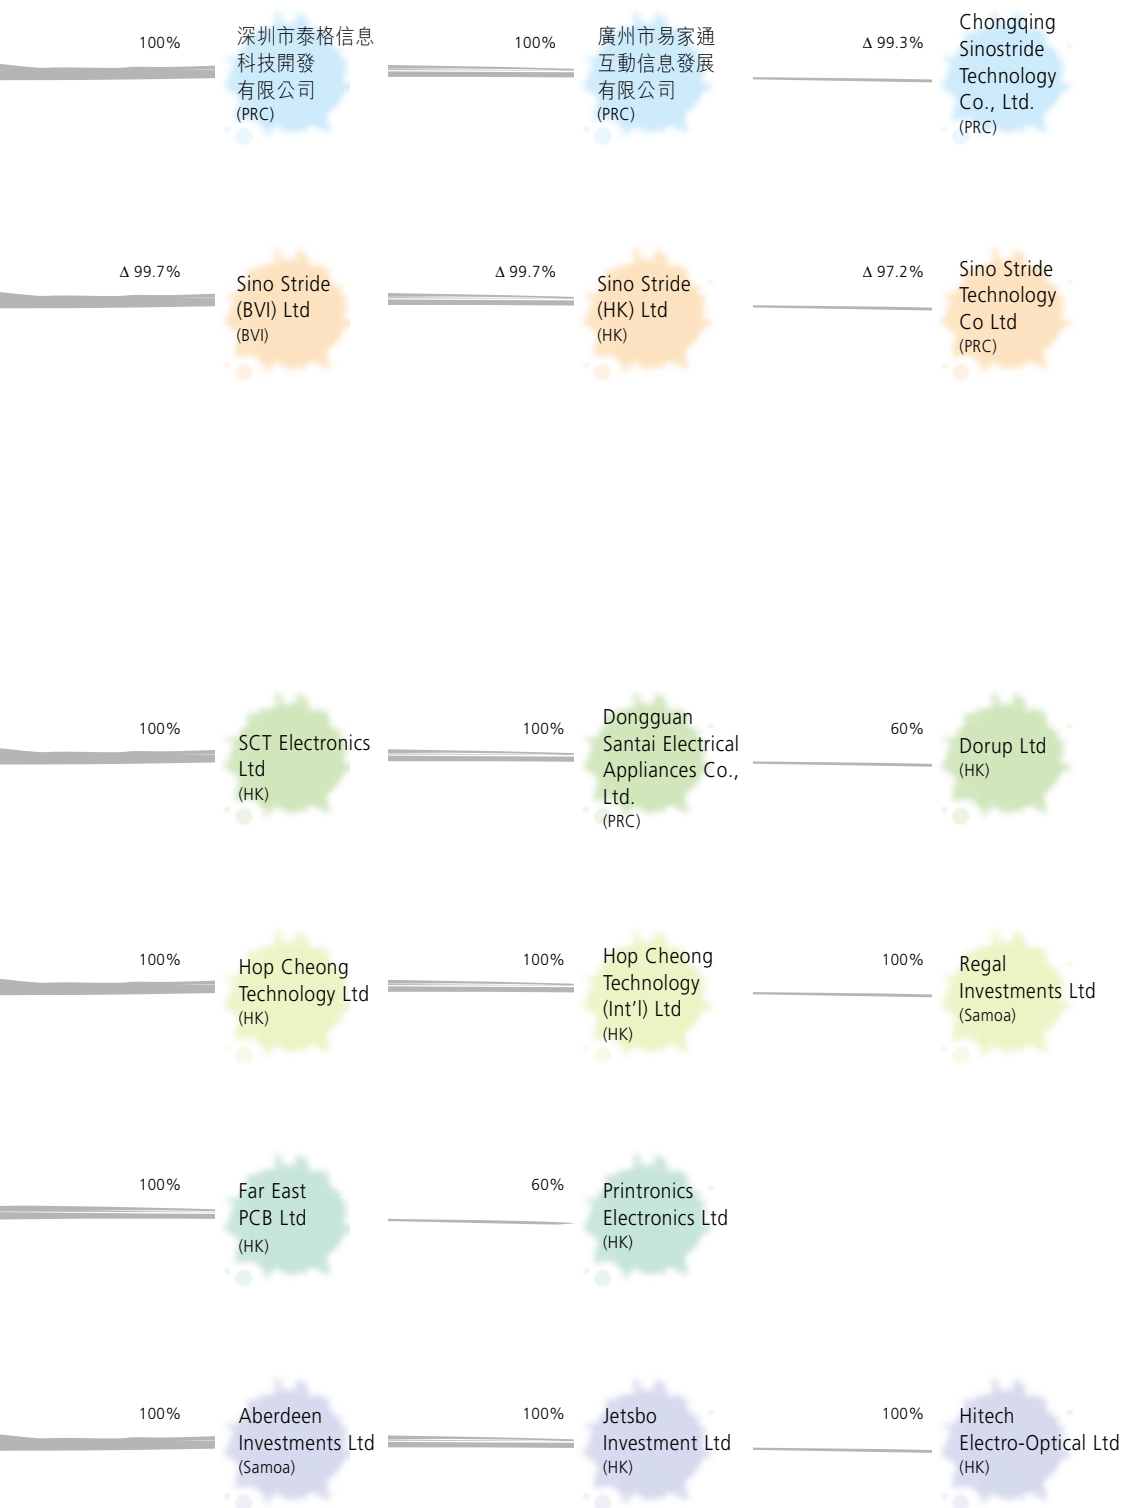 100%
深圳市泰格信息
科技開發
有限公司
(PRC)
100%
廣州市易家通
互動信息發展
有限公司
(PRC)
Δ 99.3%
Chongqing
Sinostride
Technology
Co., Ltd.
(PRC)
Δ 99.7%
Sino Stride
(BVI) Ltd
(BVI)
Δ 99.7%
Sino Stride
(HK) Ltd
(HK)
Δ 97.2%
Sino Stride
Technology
Co Ltd
(PRC)
100%
SCT Electronics
Ltd
(HK)
100%
Dongguan
Santai Electrical
Appliances Co.,
Ltd.
(PRC)
60%
Dorup Ltd
(HK)
100%
Hop Cheong
Technology Ltd
(HK)
100%
Hop Cheong
Technology
(Int'l) Ltd
(HK)
100%
Regal
Investments Ltd
(Samoa)
100%
Far East
PCB Ltd
(HK)
60%
Printronics
Electronics Ltd
(HK)
100%
Aberdeen
Investments Ltd
(Samoa)
100%
Jetsbo
Investment Ltd
(HK)
100%
Hitech
Electro-Optical Ltd
(HK)